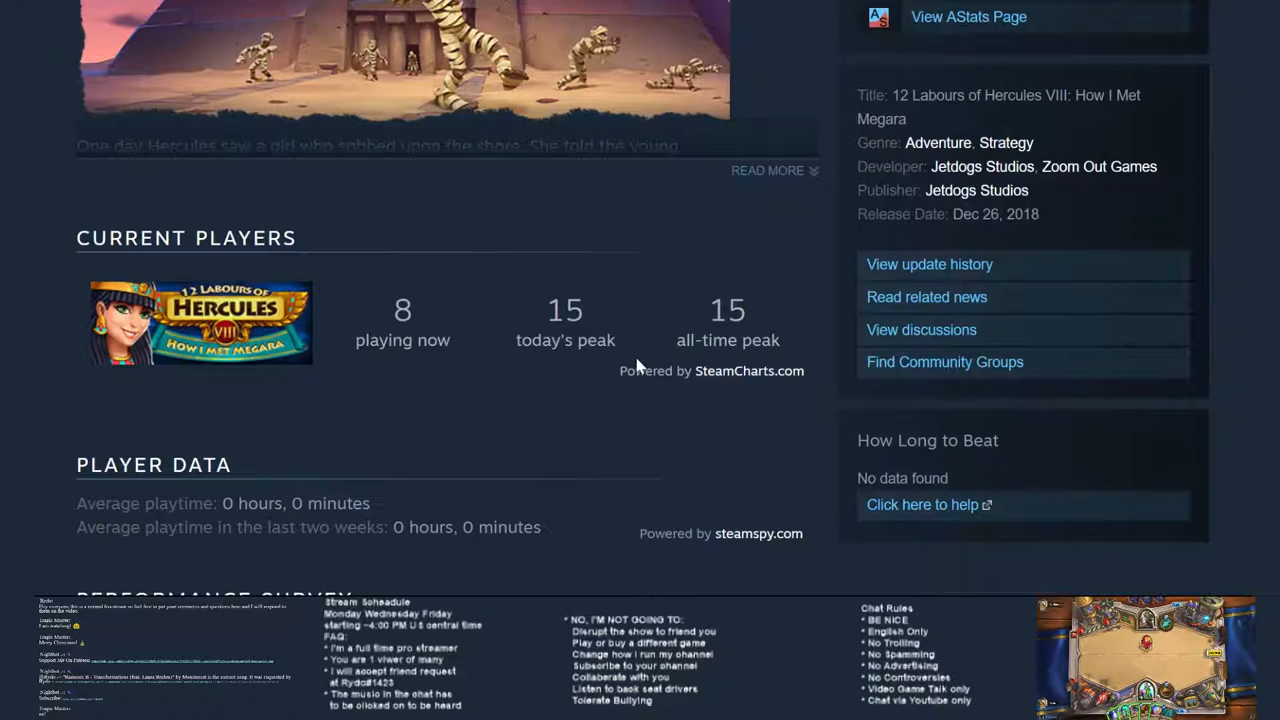 View AStats Page
One day Hercules saw a girl who sobbed upon the shore. She told the young
READ MORE
Title: 12 Labours of Hercules VIII: How I Met
Megara
Genre: Adventure, Strategy
Developer: Jetdogs Studios, Zoom Out Games
Publisher: Jetdogs Studios
Release Date: Dec 26, 2018
View update history
Read related news
View discussions
Find Community Groups
CURRENT PLAYERS
12 LABOURS OF
HERCULES
VIII
HOW I MET MEGARA
8
playing now
15
today's peak
15
all-time peak
Powered by SteamCharts.com
How Long to Beat
No data found
Click here to help
PLAYER DATA
Average playtime: 0 hours, 0 minutes
Average playtime in the last two weeks: 0 hours, 0 minutes
Powered by steamspy.com
PERFORMANCE SURVEY
Stream Scheadule
Monday Wednesday Friday
starting ~4:00 PM US central time
FAQ:
* I'm a full time pro streamer
* You are 1 viwer of many
* I will accept friend request
at Rydo#1423
* The music in the chat has
to be clioked on to be heard
* NO, I'M NOT GOING TO:
Disrupt the show to friend you
Play or buy a different game
Change how I run my channel
Subscribe to your channel
Collaborate with you
Listen to back seat drivers
Tolerate Bullying
Chat Rules
* BE NICE
* English Only
* No Trolling
* No Spamming
* No Advertising
* No Controversies
* Video Game Talk only
* Chat via Youtube only